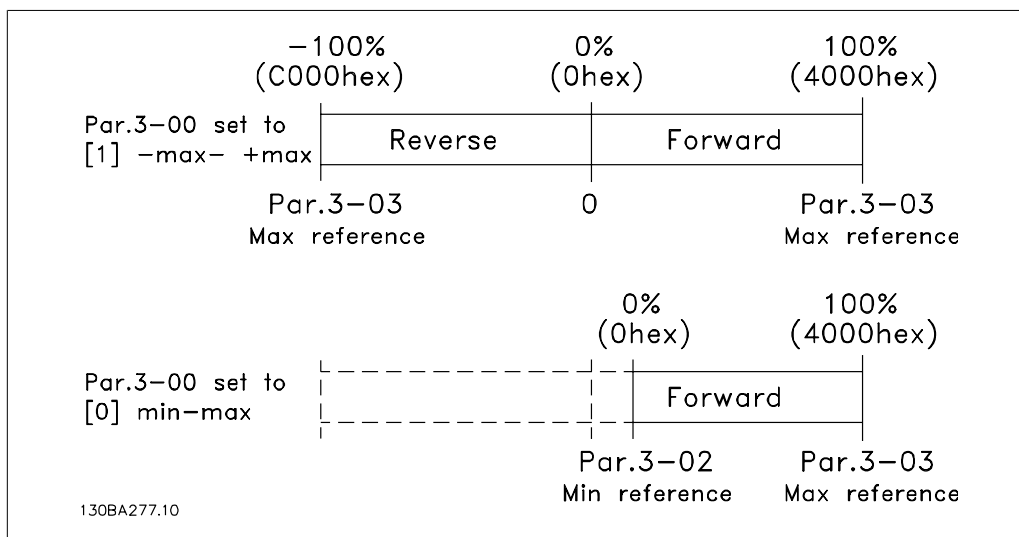 -100% 0% 100%
(C000hex) (0hex) (4000hex)
Par.3-00 set to
[1] -max- +max
Reverse Forward
Par.3-03 0 Par.3-03
Max reference Max reference
0% 100%
(0hex) (4000hex)
Par.3-00 set to
[0] min-max
Forward
Par.3-02 Par.3-03
Min reference Max reference
130BA277.10